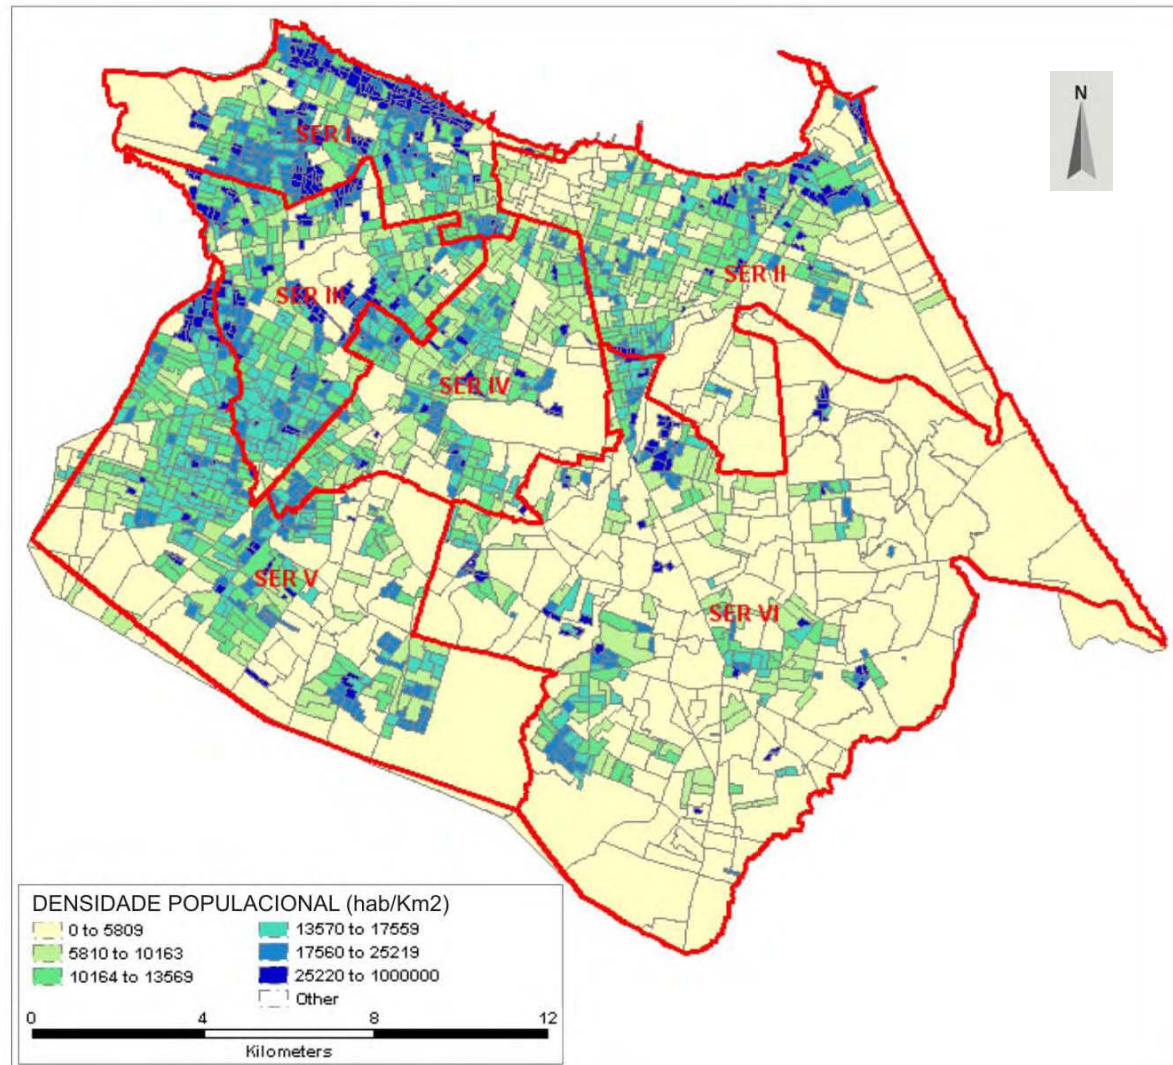 N
SER I
SER II
SER III
SER IV
SER V
SER VI
DENSIDADE POPULACIONAL (hab/Km2)
0 to 5809
5810 to 10163
10164 to 13569
13570 to 17559
17560 to 25219
25220 to 1000000
Other
0 4 8 12
Kilometers